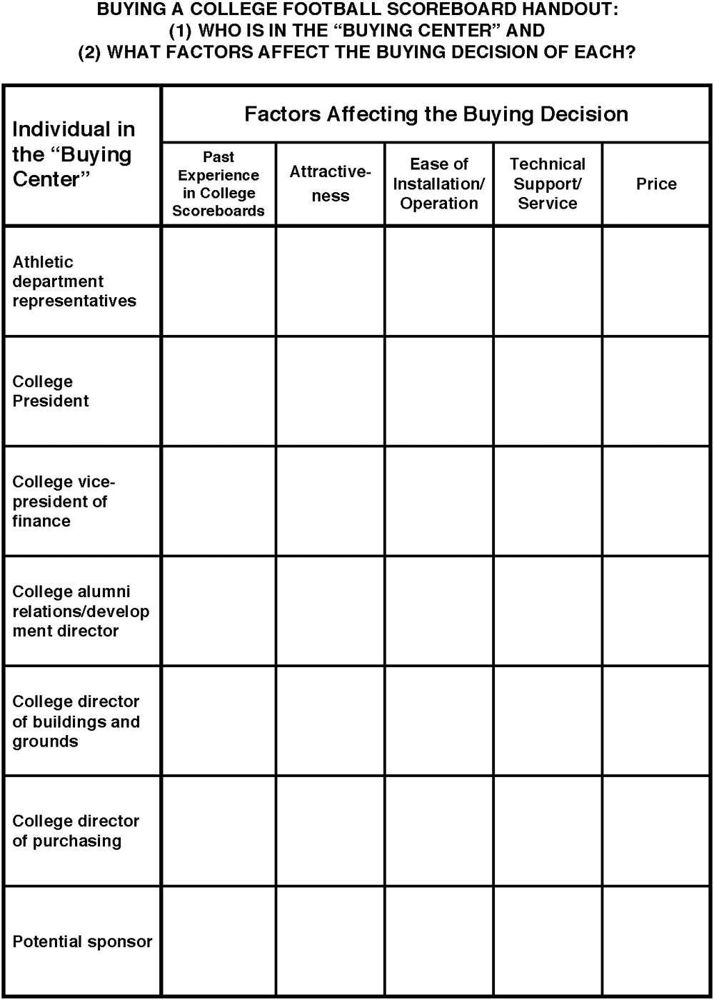 BUYING A COLLEGE FOOTBALL SCOREBOARD HANDOUT:
(1) WHO IS IN THE “BUYING CENTER” AND
(2) WHAT FACTORS AFFECT THE BUYING DECISION OF EACH?
Individual in
the “Buying
Center”
Factors Affecting the Buying Decision
Past
Experience
in College
Scoreboards
Attractive-
ness
Ease of
Installation/
Operation
Technical
Support/
Service
Price
Athletic
department
representatives
College
President
College vice-
president of
finance
College alumni
relations/develop
ment director
College director
of buildings and
grounds
College director
of purchasing
Potential sponsor